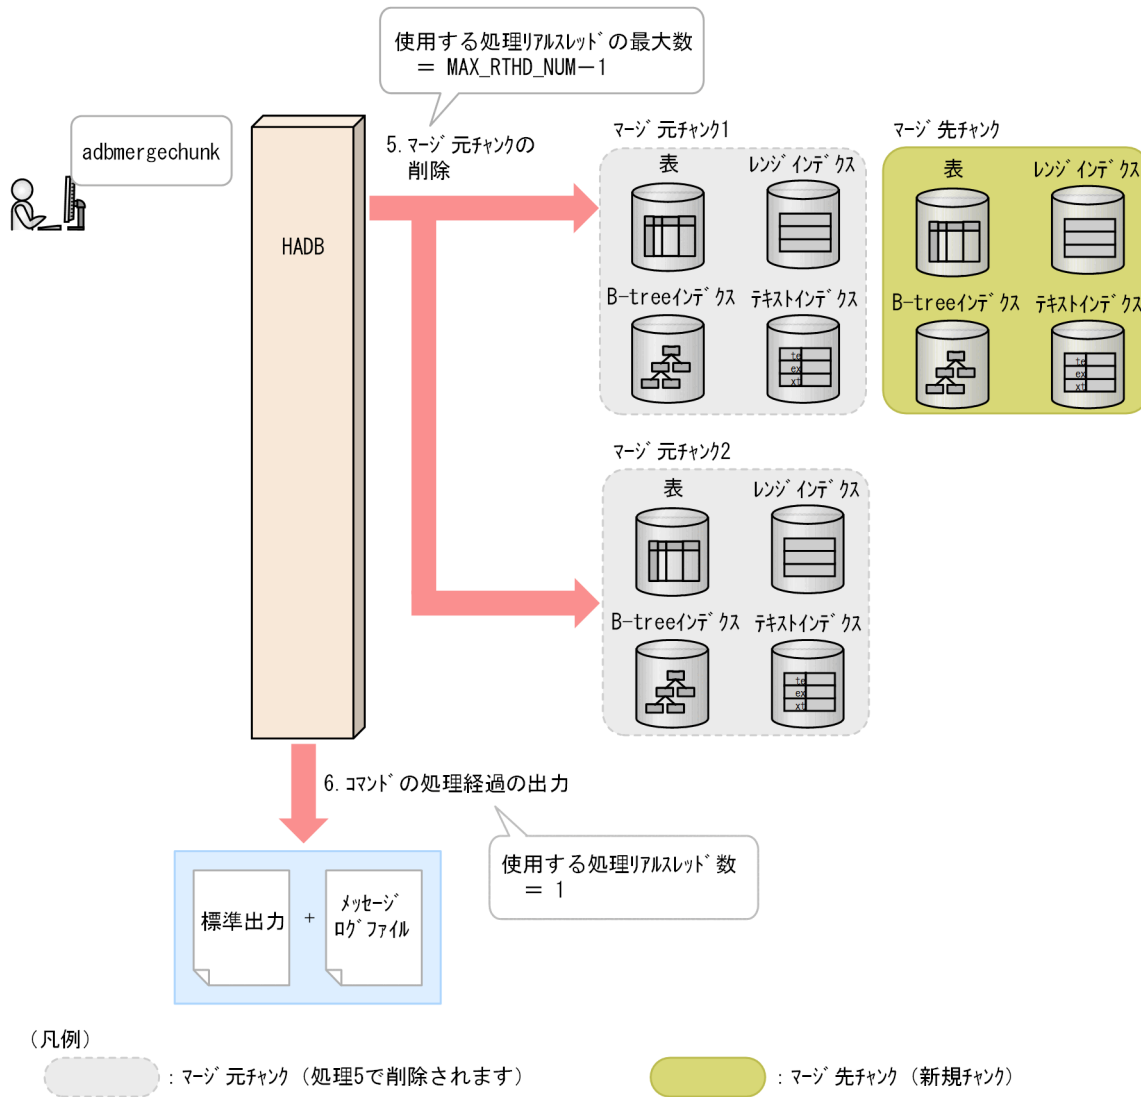 使用する処理ﾘｱﾙｽﾚｯﾄﾞの最大数
＝ MAX_RTHD_NUM－1
adbmergechunk
5. ﾏｰｼﾞ元ﾁｬﾝｸの
削除
HADB
ﾏｰｼﾞ元ﾁｬﾝｸ1
表
ﾚﾝｼﾞｲﾝﾃﾞｸｽ
B-treeｲﾝﾃﾞｸｽ
ﾃｷｽﾄｲﾝﾃﾞｸｽ
te
ex
xt
ﾏｰｼﾞ先ﾁｬﾝｸ
表
ﾚﾝｼﾞｲﾝﾃﾞｸｽ
B-treeｲﾝﾃﾞｸｽ
ﾃｷｽﾄｲﾝﾃﾞｸｽ
te
ex
xt
ﾏｰｼﾞ元ﾁｬﾝｸ2
表
ﾚﾝｼﾞｲﾝﾃﾞｸｽ
B-treeｲﾝﾃﾞｸｽ
ﾃｷｽﾄｲﾝﾃﾞｸｽ
te
ex
xt
6. ｺﾏﾝﾄﾞの処理経過の出力
使用する処理ﾘｱﾙｽﾚｯﾄﾞ数
＝ 1
標準出力
+
ﾒｯｾｰｼﾞ
ﾛｸﾞﾌｧｲﾙ
（凡例）
：ﾏｰｼﾞ元ﾁｬﾝｸ（処理5で削除されます）
：ﾏｰｼﾞ先ﾁｬﾝｸ（新規ﾁｬﾝｸ）